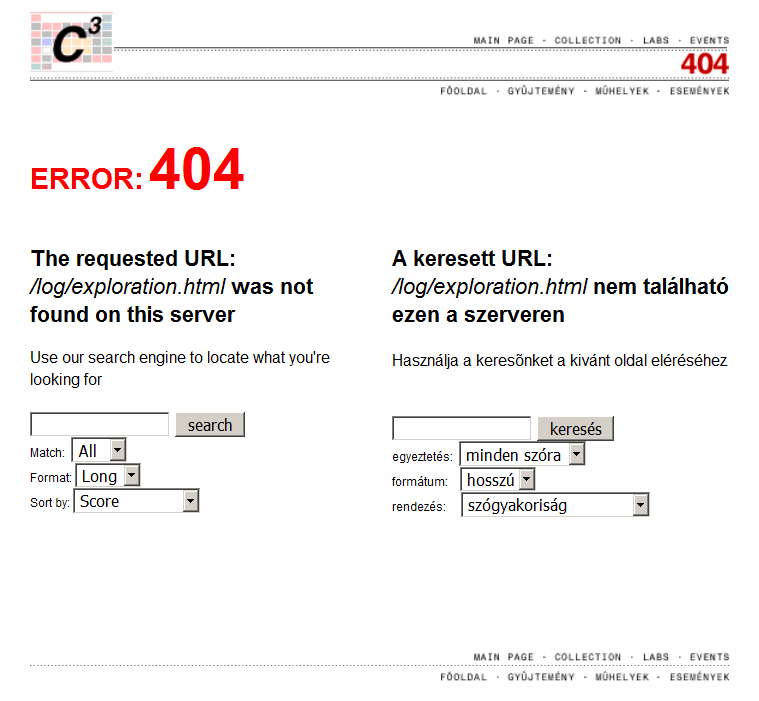 C3
MAIN PAGE - COLLECTION · LABS · EVENTS
404
FŐOLDAL · GYŰJTEMÉNY - MŰHELYEK - ESEMÉNYEK
ERROR: 404
The requested URL:
/log/exploration.html was not
found on this server
Use our search engine to locate what you're
looking for
search
Match: All
Format: Long
Sort by: Score
A keresett URL:
/log/exploration.html nem található
ezen a szerveren
Használja a keresõnket a kivánt oldal eléréséhez
keresés
egyeztetés: minden szóra
formátum: hosszú
rendezés: szógyakoriság
MAIN PAGE - COLLECTION · LABS · EVENTS
FŐOLDAL · GYŰJTEMÉNY - MŰHELYEK - ESEMÉNYEK